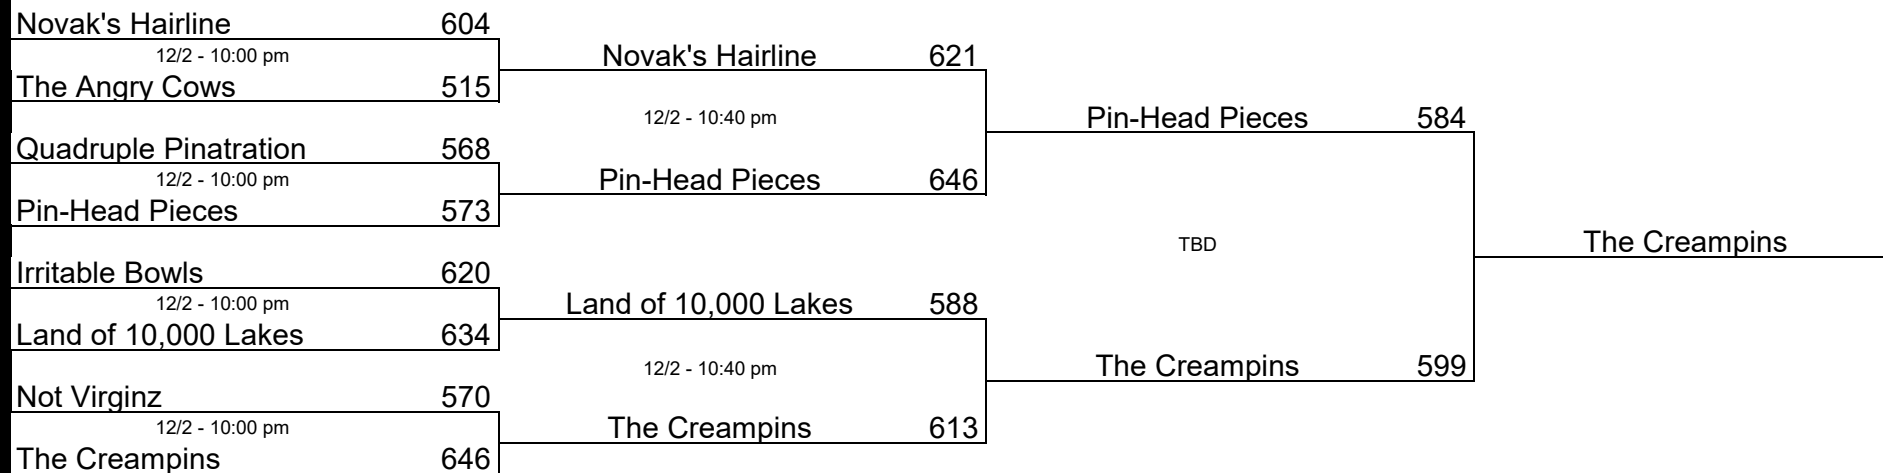 Novak's Hairline 604
12/2 - 10:00 pm
The Angry Cows 515
Quadruple Pinatration 568
12/2 - 10:00 pm
Pin-Head Pieces 573
Irritable Bowls 620
12/2 - 10:00 pm
Land of 10,000 Lakes 634
Not Virginz 570
12/2 - 10:00 pm
The Creampins 646
Novak's Hairline 621
12/2 - 10:40 pm
Pin-Head Pieces 646
Land of 10,000 Lakes 588
12/2 - 10:40 pm
The Creampins 613
Pin-Head Pieces 584
TBD
The Creampins 599
The Creampins